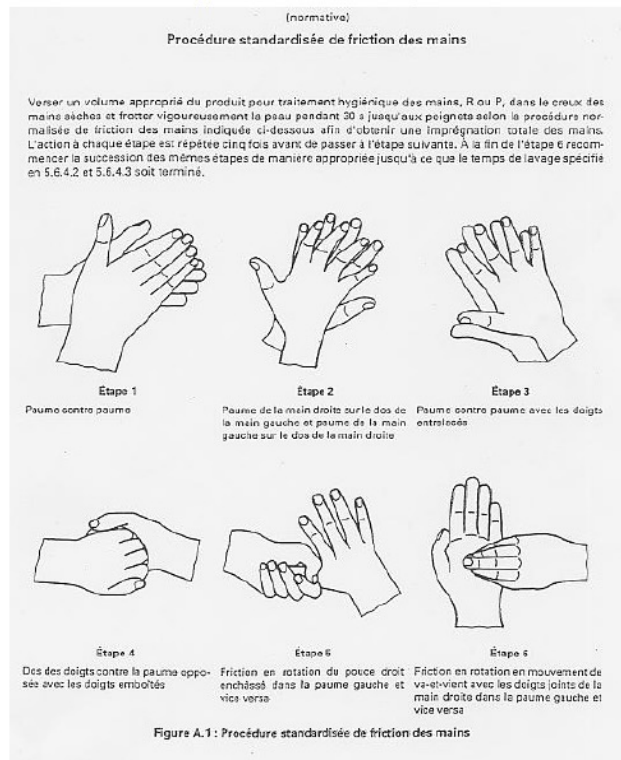 (normative)
Procédure standardisée de friction des mains
Verser un volume approprié du produit pour traitement hygiénique des mains, R ou P, dans le creux des
mains sèches et frotter vigoureusement la peau pendant 30 s jusqu'aux poignets selon la procédure nor-
malisée de friction des mains indiquée ci-dessous afin d'obtenir une imprégnation totale des mains.
L'action à chaque étape est répétée cinq fois avant de passer à l'étape suivante. À la fin de l'étape 6 recom-
mencer la succession des mêmes étapes de manière appropriée jusqu'à ce que le temps de lavage spécifié
en 5.6.4.2 et 5.6.4.3 soit terminé.
Étape 1
Paume contre paume
Étape 2
Paume de la main droite sur le dos de
la main gauche et paume de la main
gauche sur le dos de la main droite
Étape 3
Paume contre paume avec les doigts
entrelacés
Étape 4
Dos des doigts contre la paume oppo-
sée avec les doigts emboîtés
Étape 5
Friction en rotation du pouce droit
enchâssé dans la paume gauche et
vice versa
Étape 6
Friction en rotation en mouvement de
va-et-vient avec les doigts joints de la
main droite dans la paume gauche et
vice versa
Figure A.1 : Procédure standardisée de friction des mains